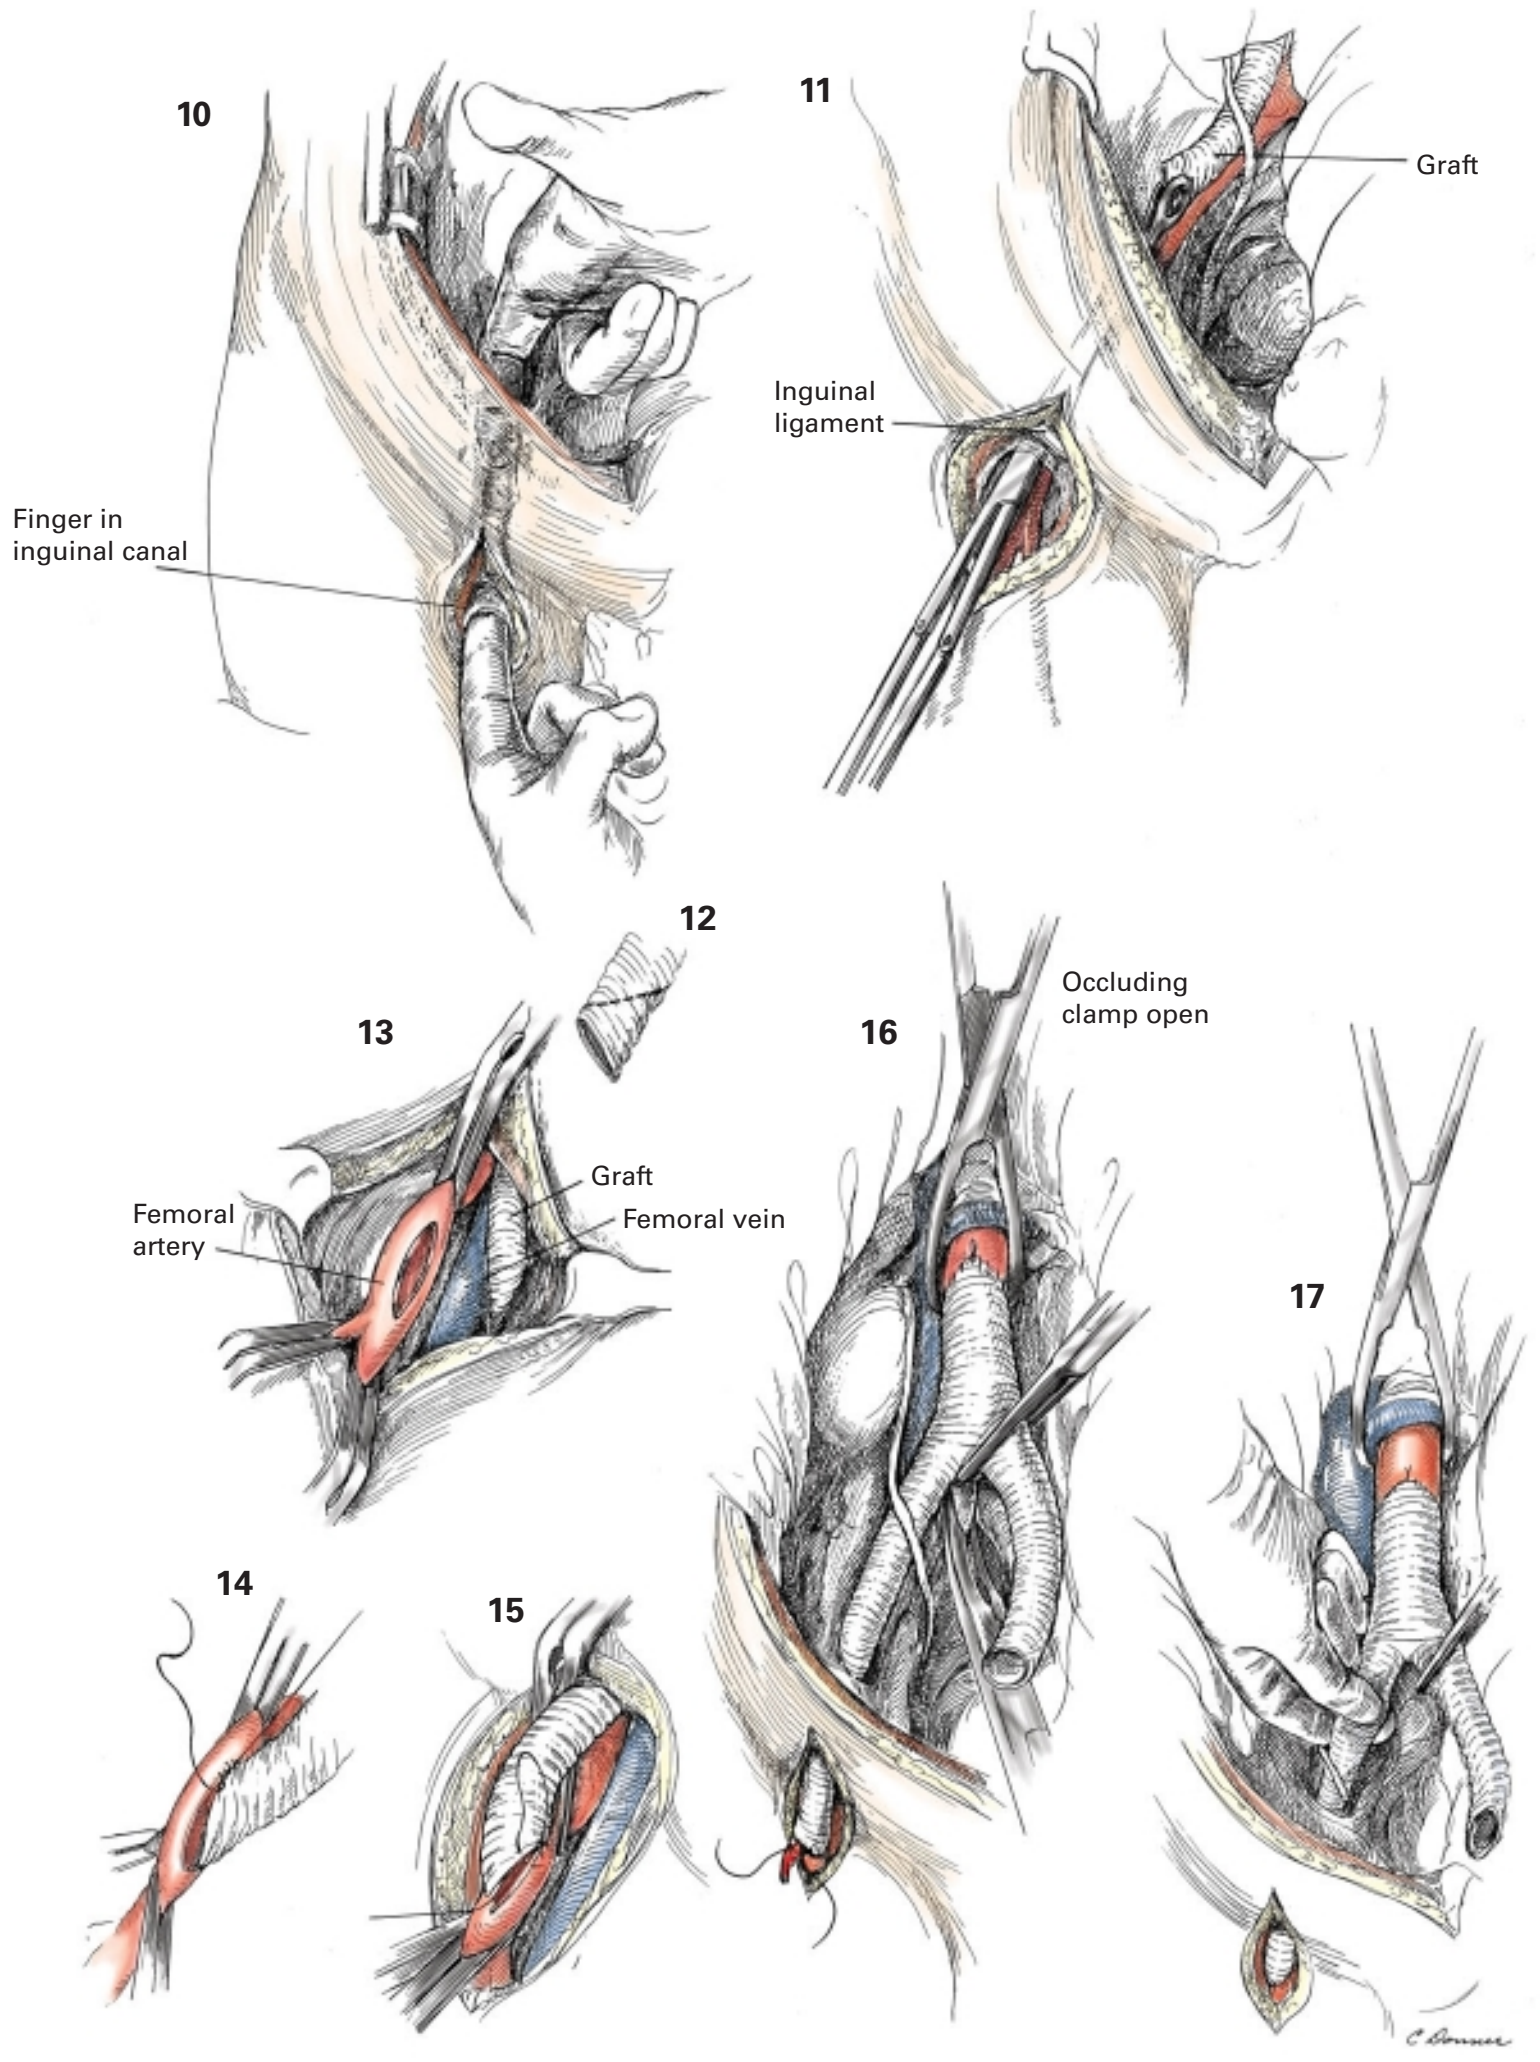 10
11
Graft
Inguinal
ligament
Finger in
inguinal canal
12
13
Graft
Femoral
artery
Femoral vein
16
Occluding
clamp open
17
14
15
C Donner